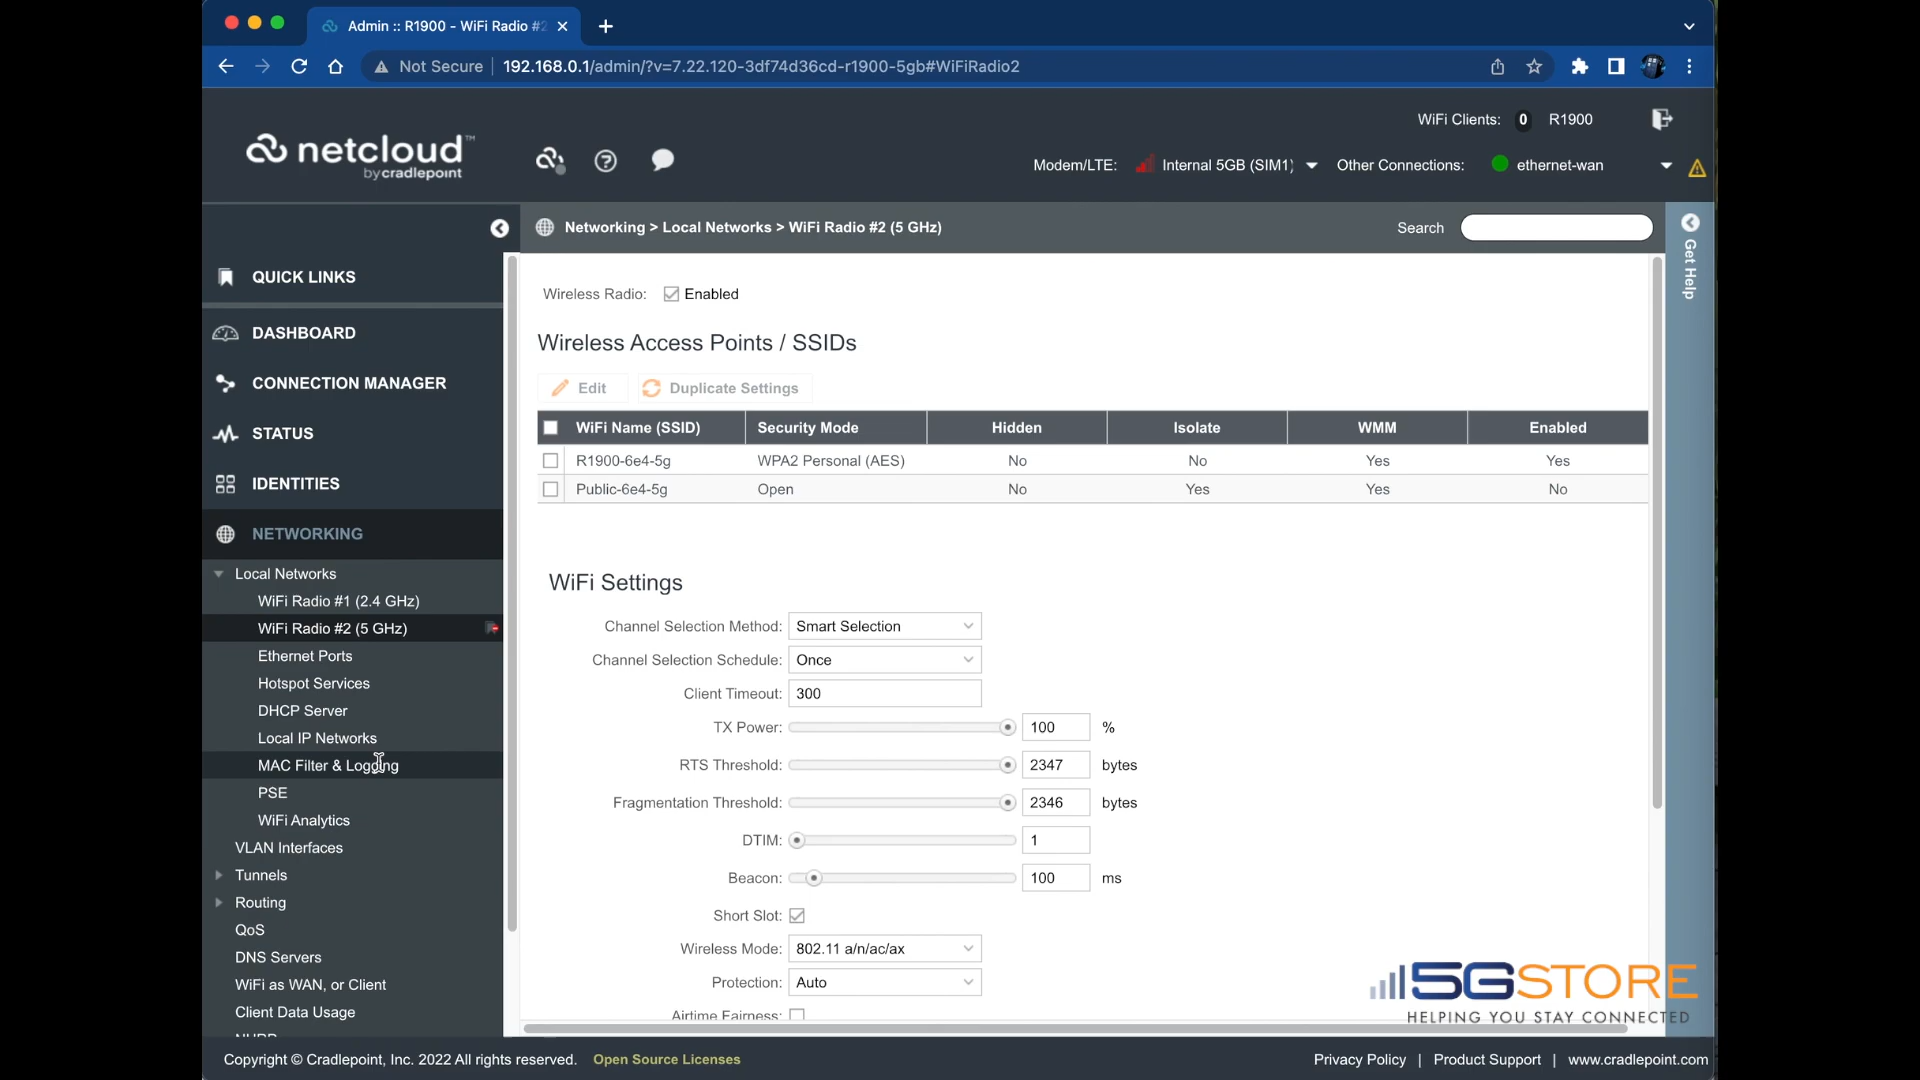 Admin :: R1900 - WiFi Radio #2
Not Secure 192.168.0.1/admin/?v=7.22.120-3df74d36cd-r1900-5gb#WiFiRadio2
WiFi Clients: 0 R1900
netcloud™
by cradlepoint
Modem/LTE: Internal 5GB (SIM1) Other Connections: ethernet-wan
Networking > Local Networks > WiFi Radio #2 (5 GHz) Search
Get Help
QUICK LINKS
DASHBOARD
CONNECTION MANAGER
STATUS
IDENTITIES
NETWORKING
Local Networks
WiFi Radio #1 (2.4 GHz)
WiFi Radio #2 (5 GHz)
Ethernet Ports
Hotspot Services
DHCP Server
Local IP Networks
MAC Filter & Logging
PSE
WiFi Analytics
VLAN Interfaces
Tunnels
Routing
QoS
DNS Servers
WiFi as WAN, or Client
Client Data Usage
Wireless Radio: Enabled
Wireless Access Points / SSIDs
Edit Duplicate Settings
WiFi Name (SSID) Security Mode Hidden Isolate WMM Enabled
R1900-6e4-5g WPA2 Personal (AES) No No Yes Yes
Public-6e4-5g Open No Yes Yes No
WiFi Settings
Channel Selection Method: Smart Selection
Channel Selection Schedule: Once
Client Timeout: 300
TX Power: 100 %
RTS Threshold: 2347 bytes
Fragmentation Threshold: 2346 bytes
DTIM: 1
Beacon: 100 ms
Short Slot:
Wireless Mode: 802.11 a/n/ac/ax
Protection: Auto
Airtime Fairness:
5GSTORE
HELPING YOU STAY CONNECTED
Copyright © Cradlepoint, Inc. 2022 All rights reserved. Open Source Licenses
Privacy Policy | Product Support | www.cradlepoint.com